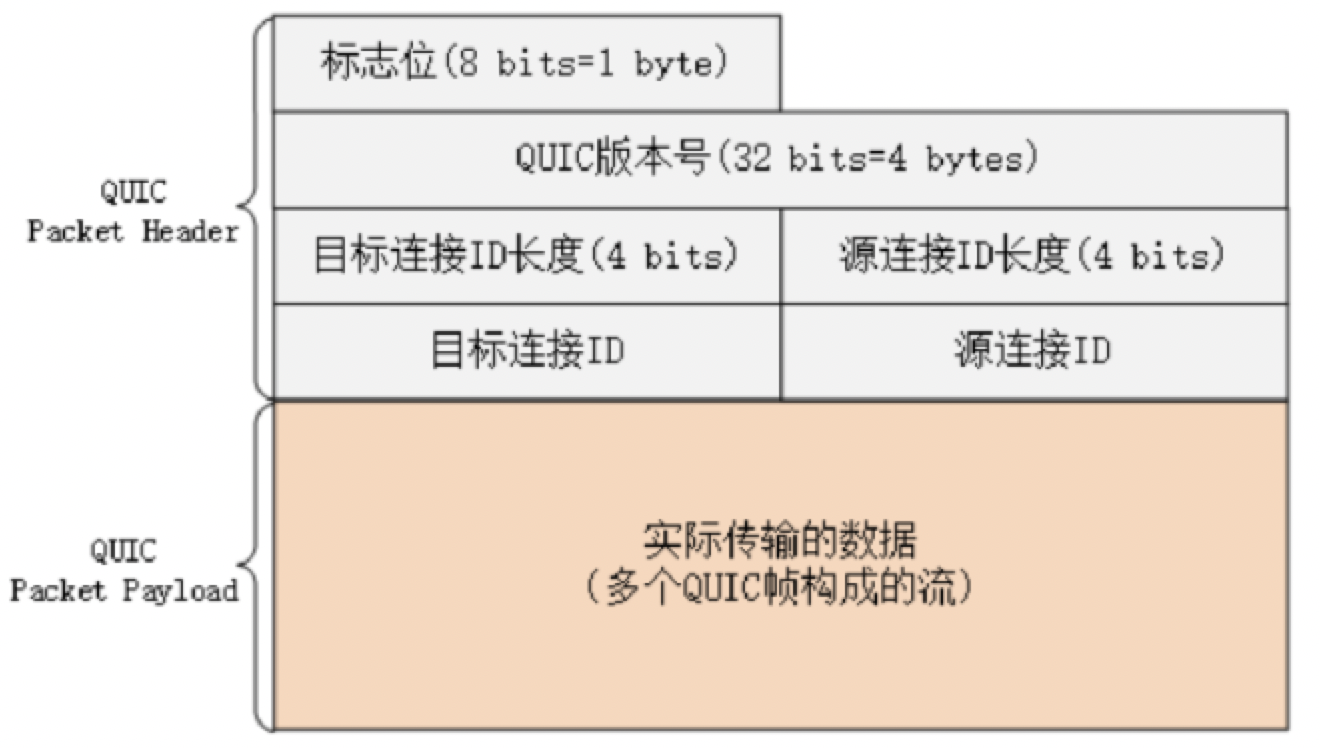 标志位(8 bits=1 byte)
QUIC版本号(32 bits=4 bytes)
QUIC
Packet Header
目标连接ID长度(4 bits)
源连接ID长度(4 bits)
目标连接ID
源连接ID
实际传输的数据
(多个QUIC帧构成的流)
QUIC
Packet Payload